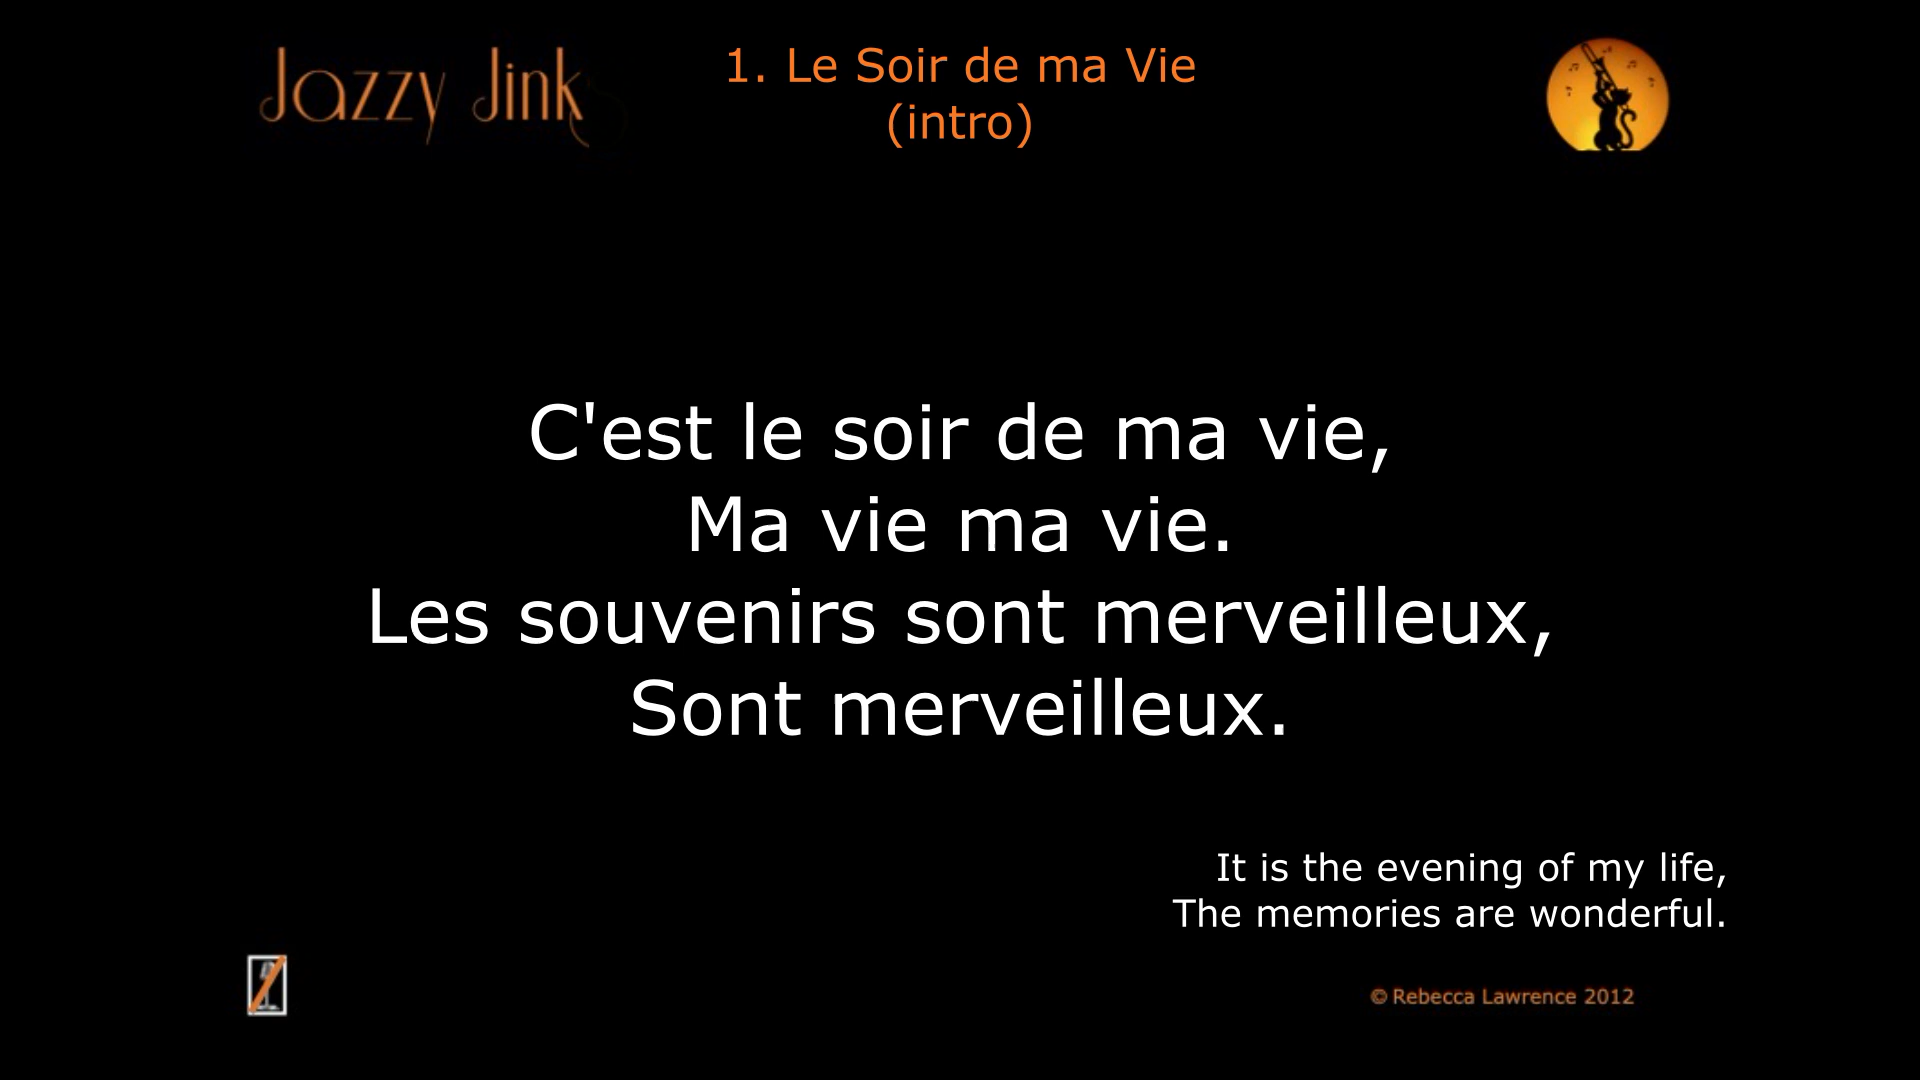 Jazzy Jinks
1. Le Soir de ma Vie
(intro)
C'est le soir de ma vie,
Ma vie ma vie.
Les souvenirs sont merveilleux,
Sont merveilleux.
It is the evening of my life,
The memories are wonderful.
© Rebecca Lawrence 2012